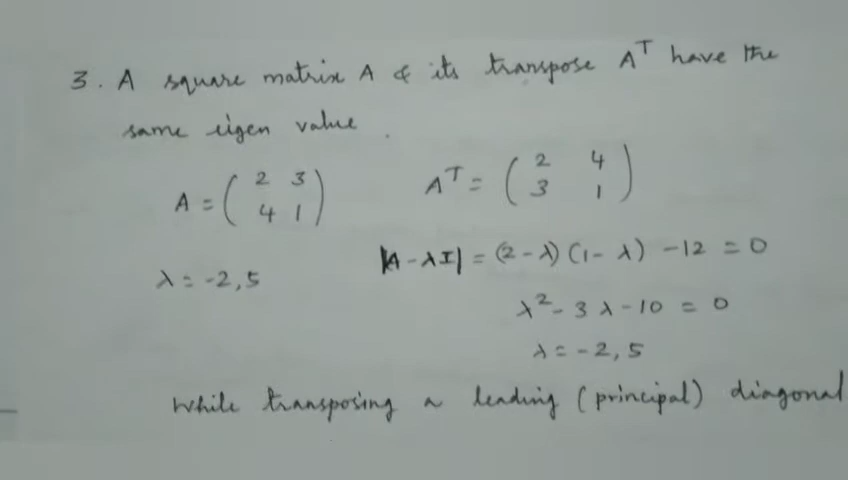 3. A square matrix A & its transpose Aᵀ have the
same eigen value.
A = ( 2 3 ; 4 1 )   Aᵀ = ( 2 4 ; 3 1 )
λ = -2, 5   |A - λI| = (2 - λ) (1 - λ) - 12 = 0
λ² - 3λ - 10 = 0
λ = -2, 5
While transposing a leading (principal) diagonal